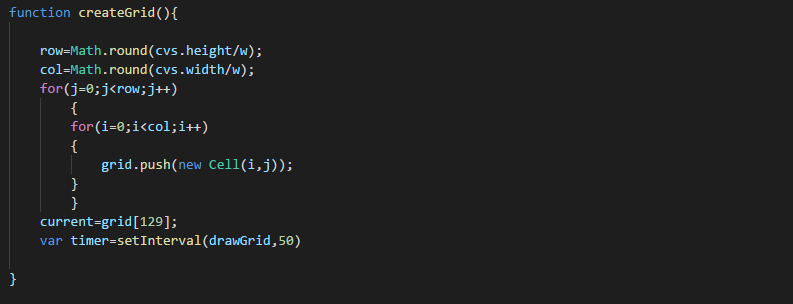 function createGrid(){
row=Math.round(cvs.height/w);
col=Math.round(cvs.width/w);
for(j=0;j<row;j++)
{
for(i=0;i<col;i++)
{
grid.push(new Cell(i,j));
}
}
current=grid[129];
var timer=setInterval(drawGrid,50)
}